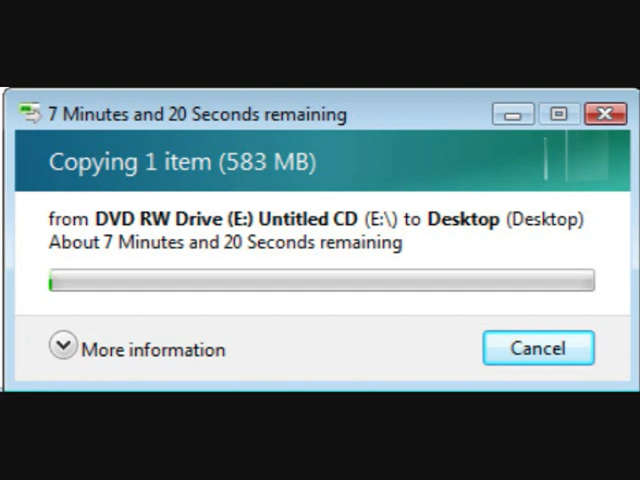 7 Minutes and 20 Seconds remaining
Copying 1 item (583 MB)
from DVD RW Drive (E:) Untitled CD (E:\) to Desktop (Desktop)
About 7 Minutes and 20 Seconds remaining
More information
Cancel